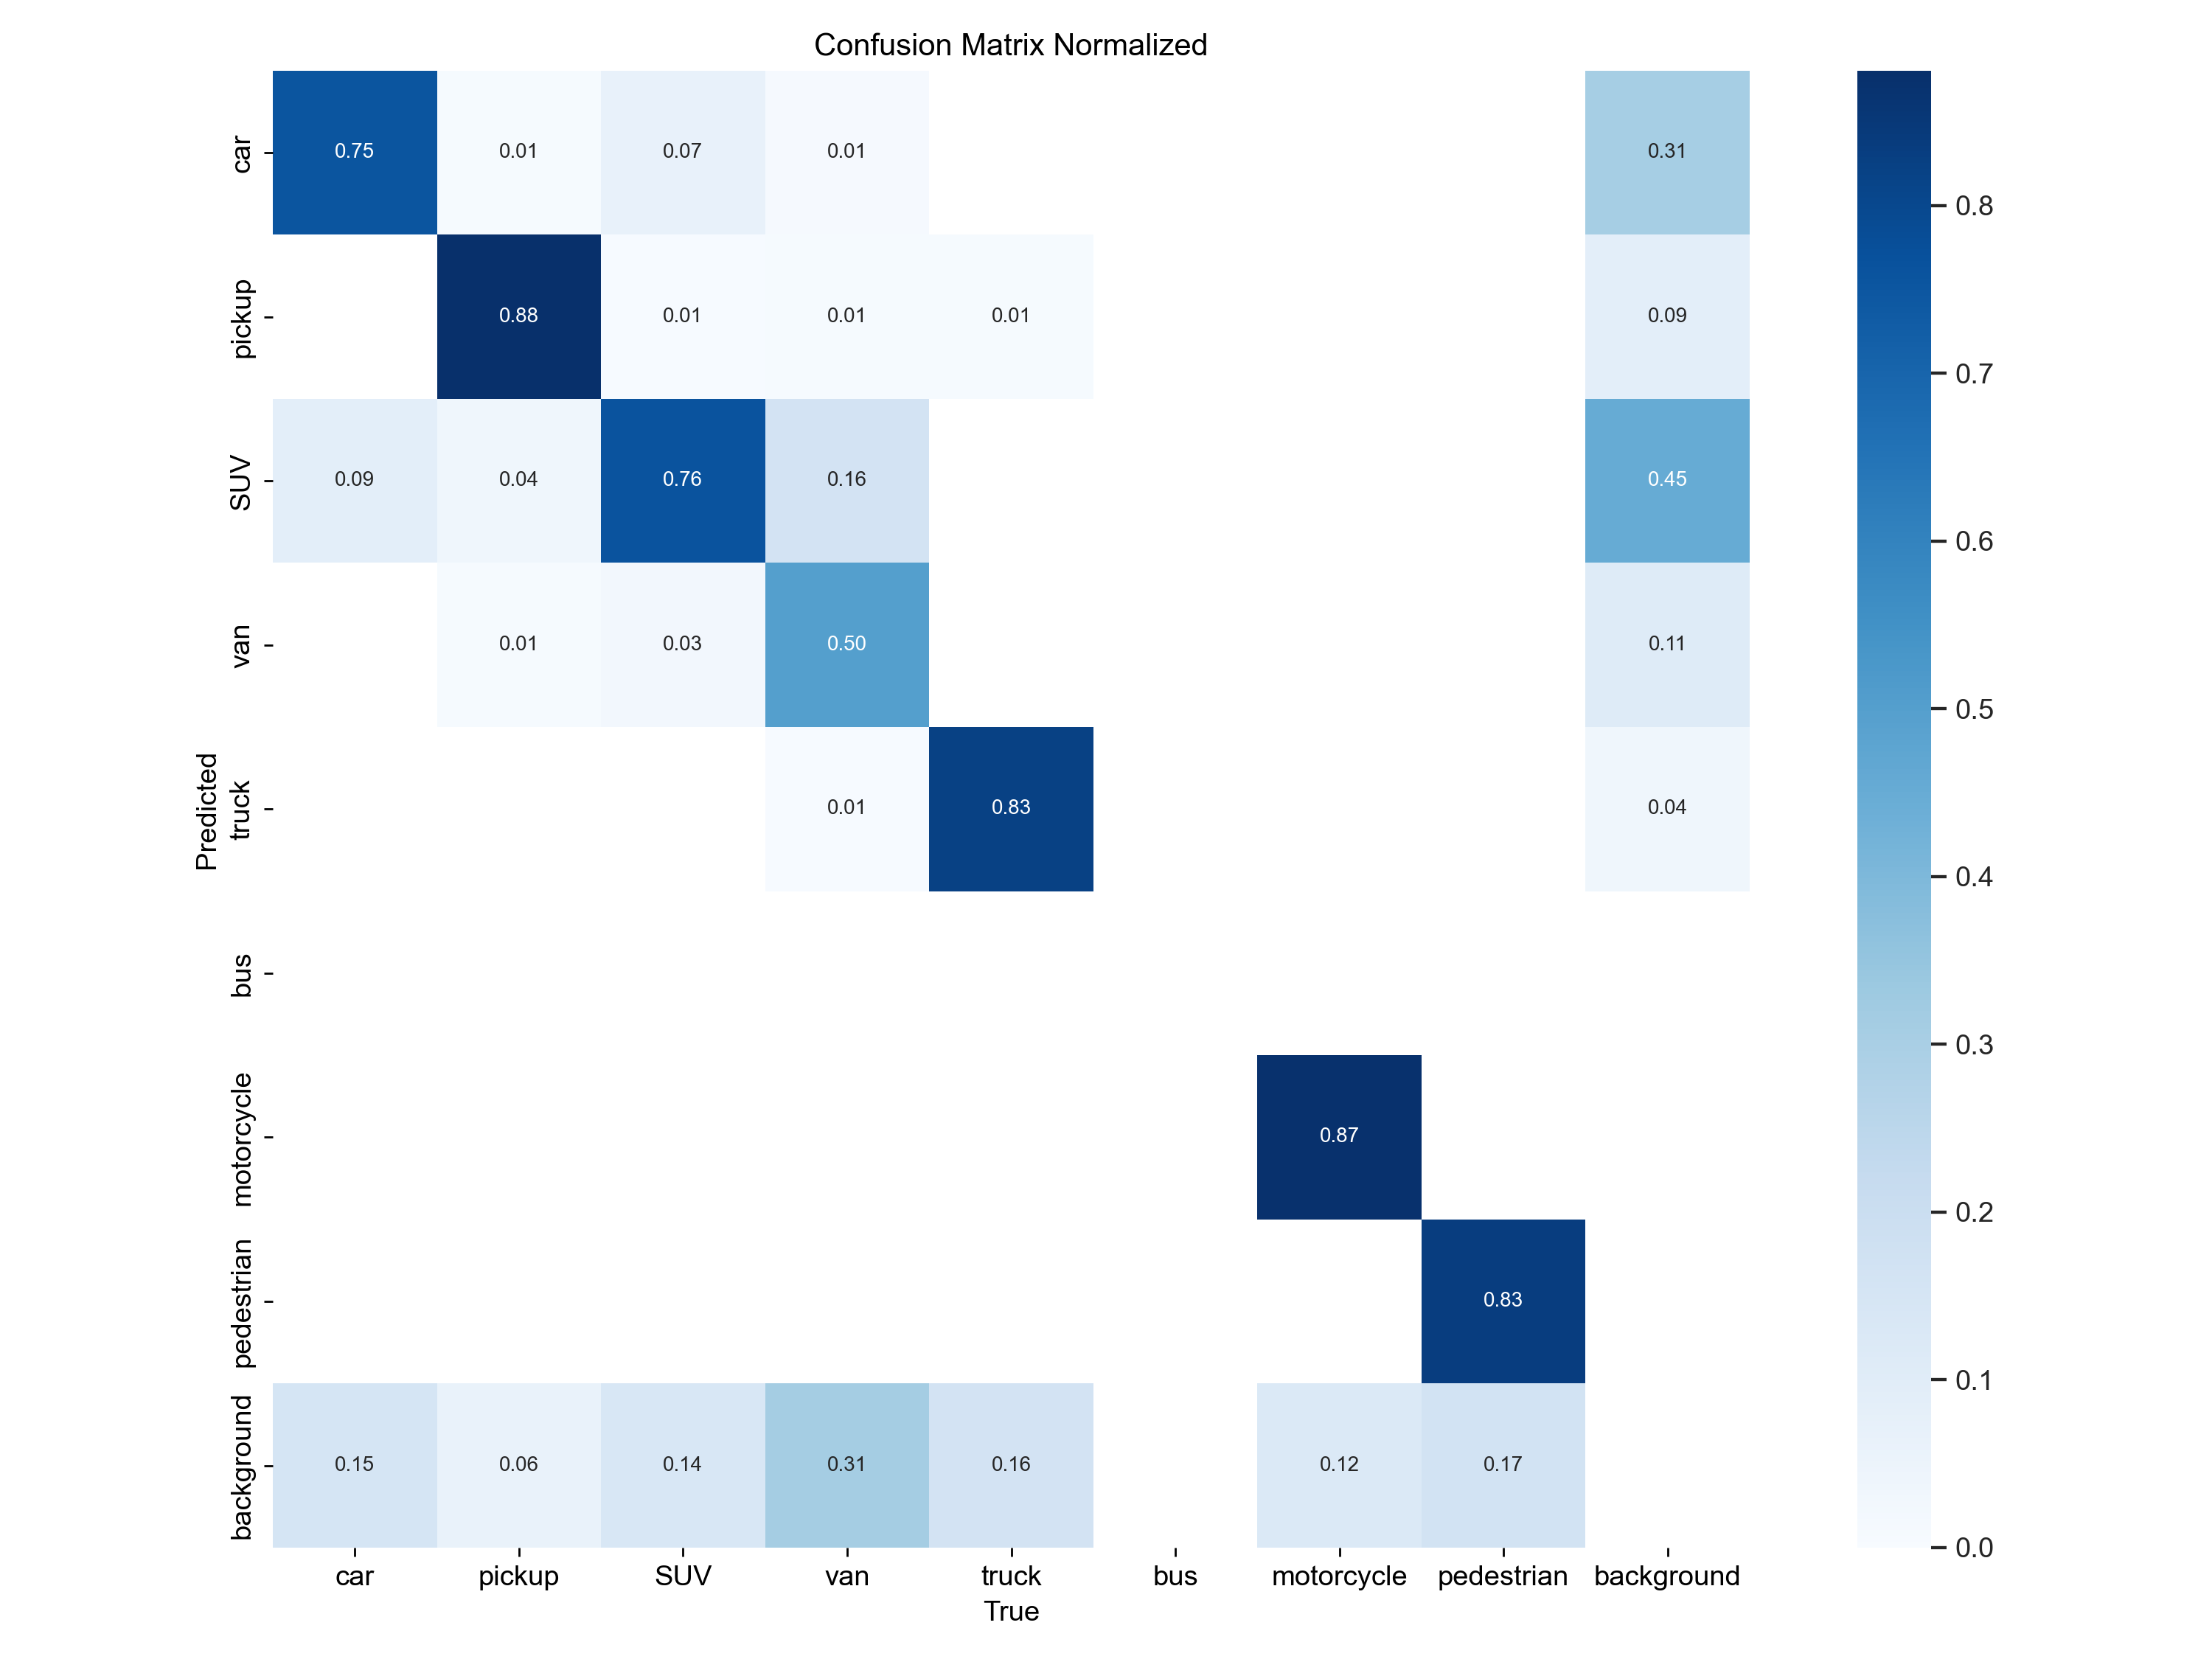 Confusion Matrix Normalized
car 0.75 0.01 0.07 0.01 0.31
pickup 0.88 0.01 0.01 0.01 0.09
SUV 0.09 0.04 0.76 0.16 0.45
van 0.01 0.03 0.50 0.11
truck 0.01 0.83 0.04
bus
motorcycle 0.87
pedestrian 0.83
background 0.15 0.06 0.14 0.31 0.16 0.12 0.17
Predicted
car pickup SUV van truck bus motorcycle pedestrian background
True
0.8
0.7
0.6
0.5
0.4
0.3
0.2
0.1
0.0